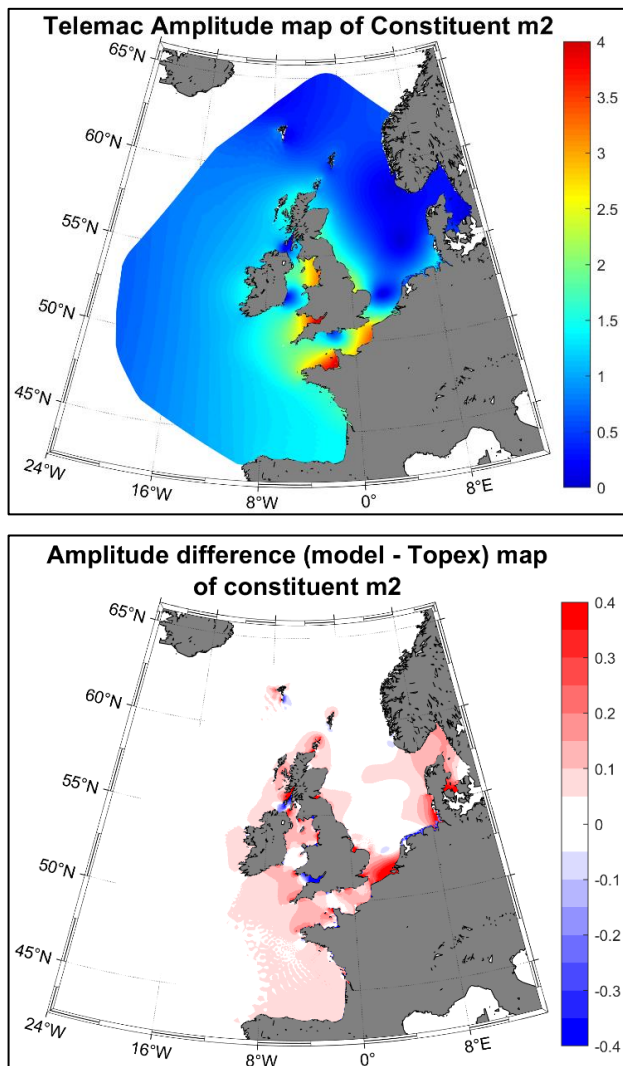 Telemac Amplitude map of Constituent m2
65°N
60°N
55°N
50°N
45°N
24°W
16°W
8°W
0°
8°E
4
3.5
3
2.5
2
1.5
1
0.5
0
Amplitude difference (model - Topex) map
of constituent m2
65°N
60°N
55°N
50°N
45°N
24°W
16°W
8°W
0°
8°E
0.4
0.3
0.2
0.1
0
-0.1
-0.2
-0.3
-0.4